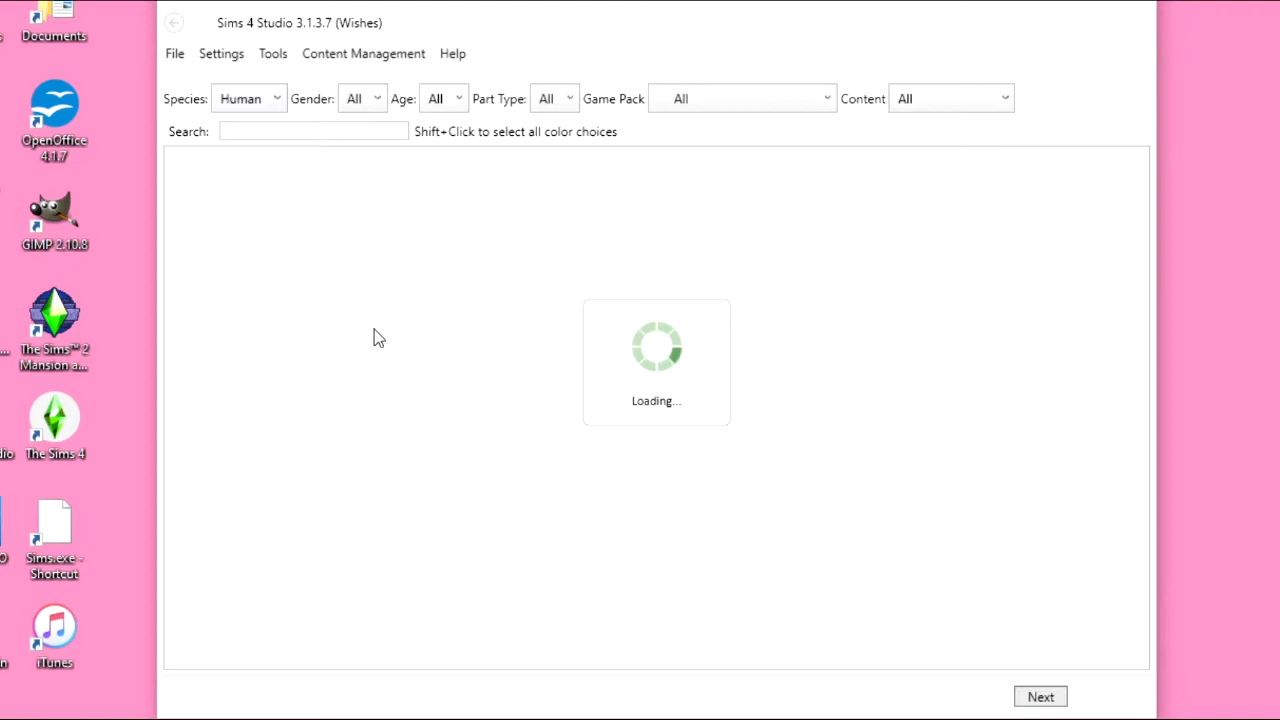 Sims 4 Studio 3.1.3.7 (Wishes)
File Settings Tools Content Management Help
Species: Human Gender: All Age: All Part Type: All Game Pack All Content All
Search: Shift+Click to select all color choices
Loading...
Next
Documents
OpenOffice
4.1.7
GIMP 2.10.8
The Sims™ 2
Mansion a...
The Sims 4
dio
Sims.exe -
Shortcut
iTunes